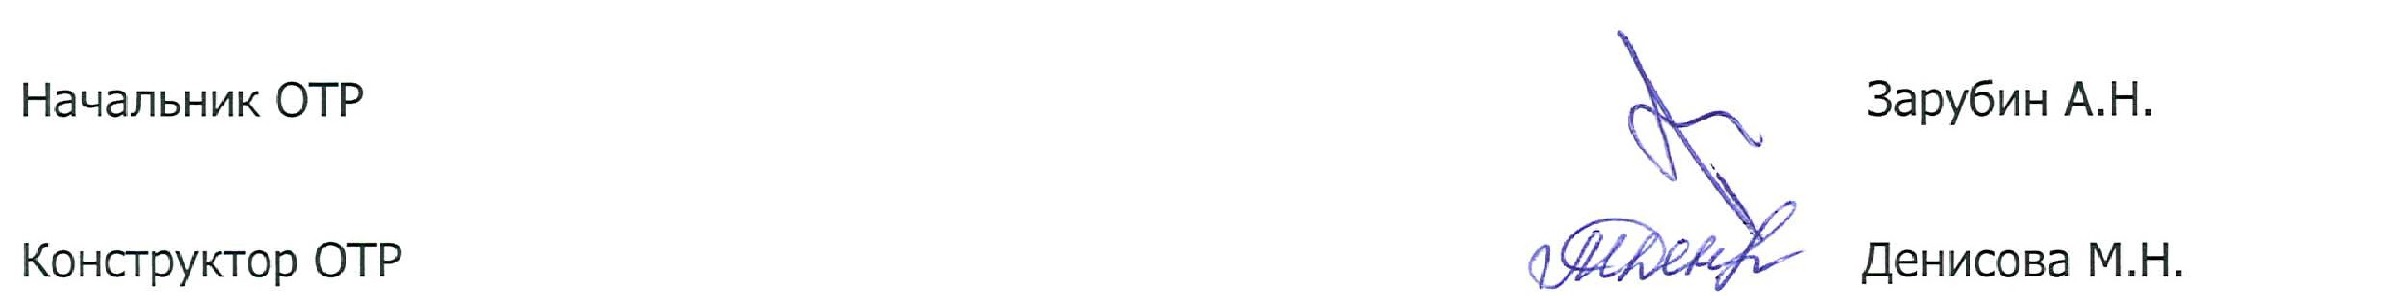 Начальник ОТР Зарубин А.Н.
Конструктор ОТР Денисова М.Н.